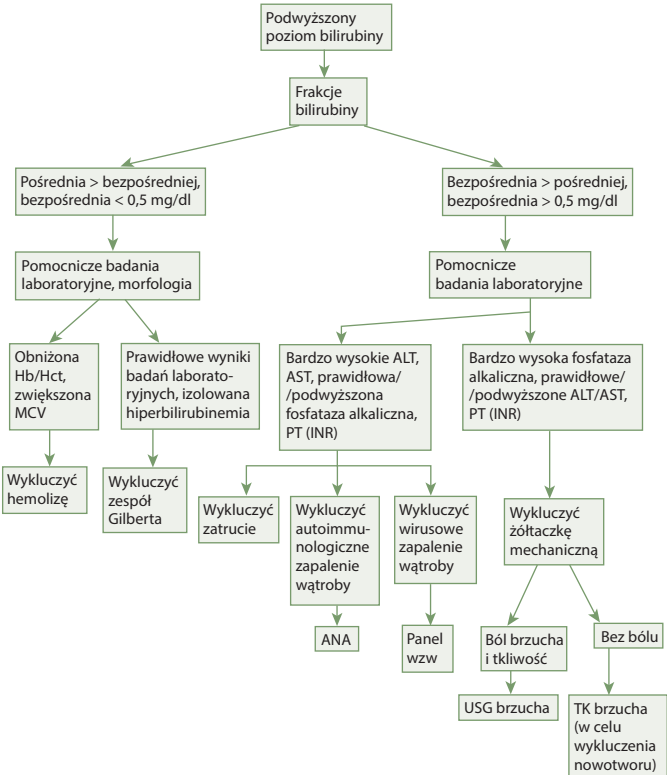 Podwyższony
poziom bilirubiny
Frakcje
bilirubiny
Pośrednia > bezpośredniej,
bezpośrednia < 0,5 mg/dl
Bezpośrednia > pośredniej,
bezpośrednia > 0,5 mg/dl
Pomocnicze badania
laboratoryjne, morfologia
Pomocnicze
badania laboratoryjne
Obniżona
Hb/Hct,
zwiększona
MCV
Prawidłowe wyniki
badań laborato-
ryjnych, izolowana
hiperbilirubinemia
Bardzo wysokie ALT,
AST, prawidłowa/
/podwyższona
fosfataza alkaliczna,
PT (INR)
Bardzo wysoka fosfataza
alkaliczna, prawidłowe/
/podwyższone ALT/AST,
PT (INR)
Wykluczyć
hemolizę
Wykluczyć
zespół
Gilberta
Wykluczyć
zatrucie
Wykluczyć
autoimmu-
nologiczne
zapalenie
wątroby
Wykluczyć
wirusowe
zapalenie
wątroby
Wykluczyć
żółtaczkę
mechaniczną
ANA
Panel
wzw
Ból brzucha
i tkliwość
Bez bólu
USG brzucha
TK brzucha
(w celu
wykluczenia
nowotworu)